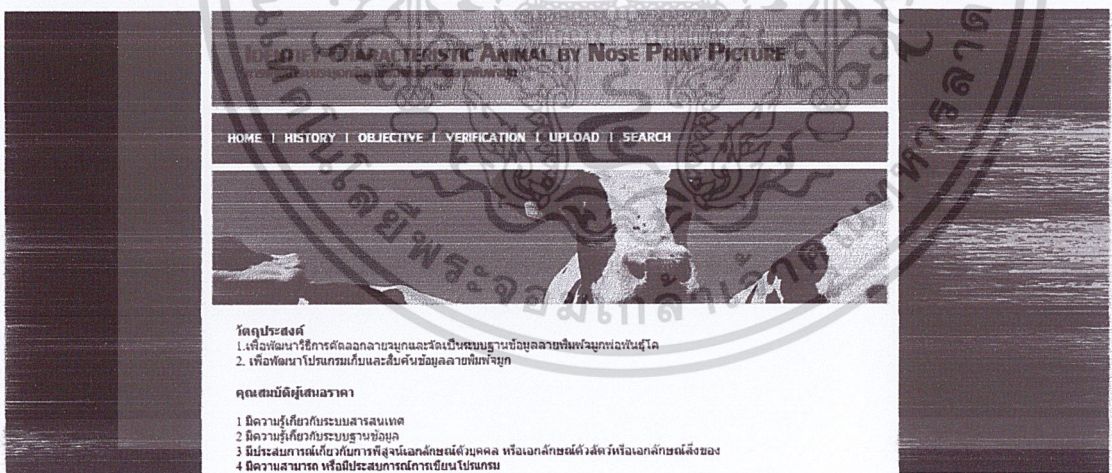 IDENTIFY CHARACTERISTIC ANIMAL BY NOSE PRINT PICTURE
HOME | HISTORY | OBJECTIVE | VERIFICATION | UPLOAD | SEARCH
วัตถุประสงค์
1.เพื่อพัฒนาวิธีการคัดลอกลายจมูกและจัดเป็นระบบฐานข้อมูลลายพิมพ์จมูกพ่อพันธุ์โค
2. เพื่อพัฒนาโปรแกรมเก็บและสืบค้นข้อมูลลายพิมพ์จมูก
คุณสมบัติผู้เสนอราคา
1 มีความรู้เกี่ยวกับระบบสารสนเทศ
2 มีความรู้เกี่ยวกับระบบฐานข้อมูล
3 มีประสบการณ์เกี่ยวกับการพิสูจน์เอกลักษณ์ตัวบุคคล หรือเอกลักษณ์ตัวสัตว์หรือเอกลักษณ์สิ่งของ
4 มีความสามารถ หรือมีประสบการณ์การเขียนโปรแกรม